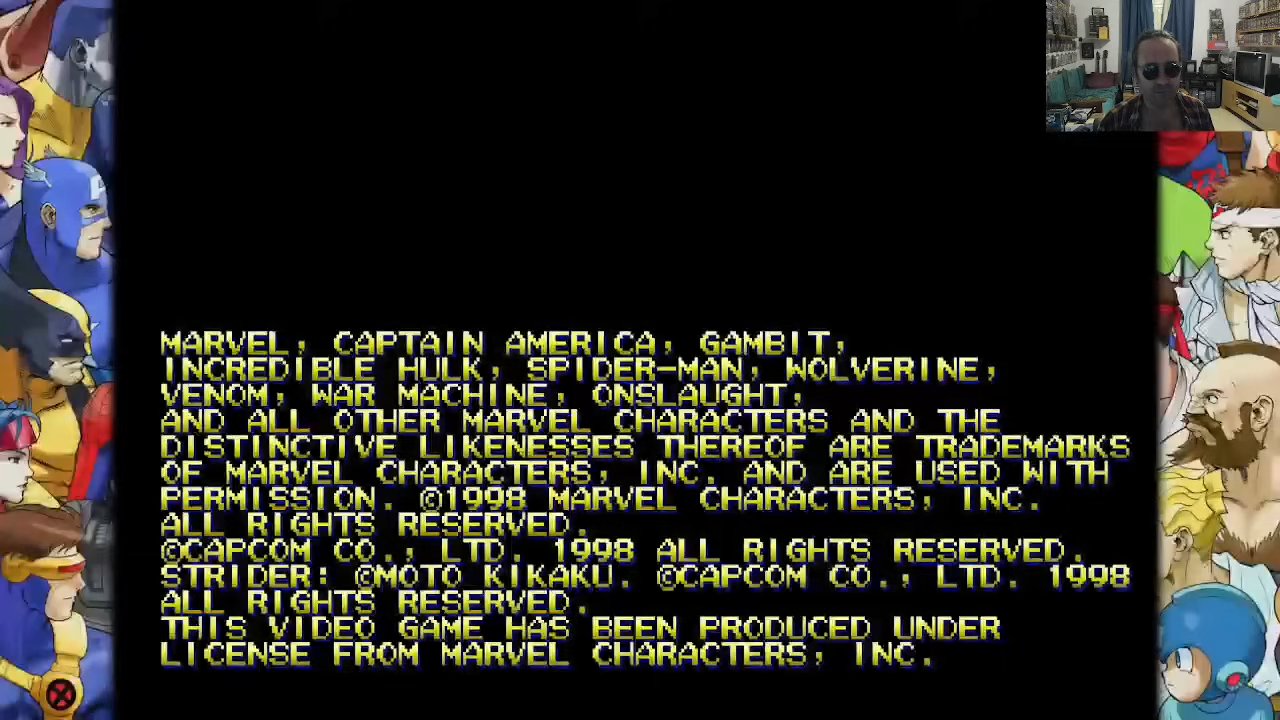 MARVEL, CAPTAIN AMERICA, GAMBIT,
INCREDIBLE HULK, SPIDER-MAN, WOLVERINE,
VENOM, WAR MACHINE, ONSLAUGHT,
AND ALL OTHER MARVEL CHARACTERS AND THE
DISTINCTIVE LIKENESSES THEREOF ARE TRADEMARKS
OF MARVEL CHARACTERS, INC. AND ARE USED WITH
PERMISSION. ©1998 MARVEL CHARACTERS, INC.
ALL RIGHTS RESERVED.
©CAPCOM CO., LTD. 1998 ALL RIGHTS RESERVED.
STRIDER: ©MOTO KIKAKU. ©CAPCOM CO., LTD. 1998
ALL RIGHTS RESERVED.
THIS VIDEO GAME HAS BEEN PRODUCED UNDER
LICENSE FROM MARVEL CHARACTERS, INC.